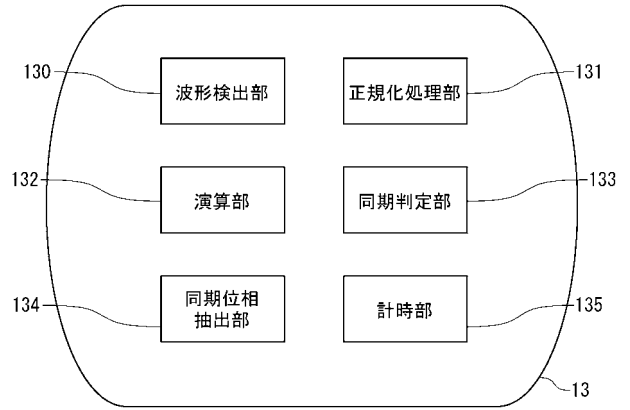 130
波形検出部
正規化処理部
131
132
演算部
同期判定部
133
134
同期位相
抽出部
計時部
135
13